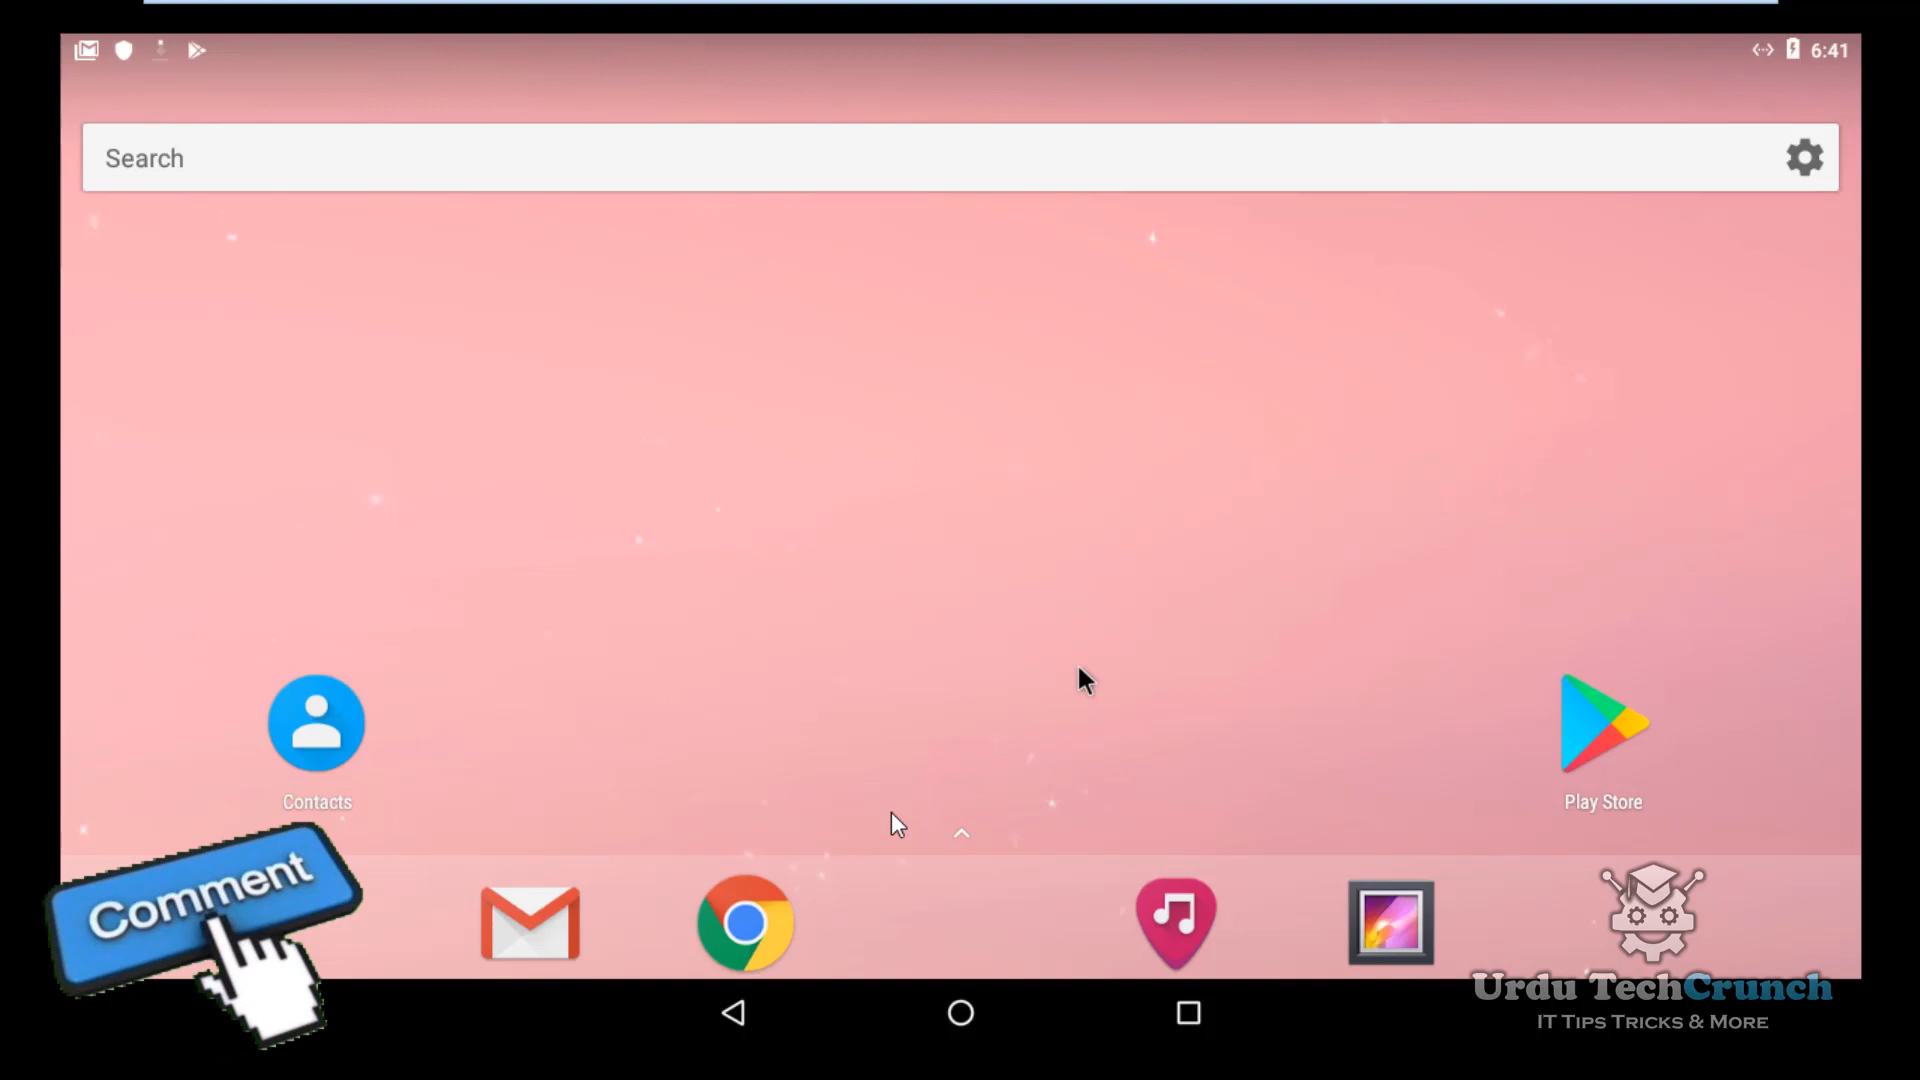 6:41
Search
Contacts
Play Store
Comment
Urdu TechCrunch
IT Tips Tricks & More